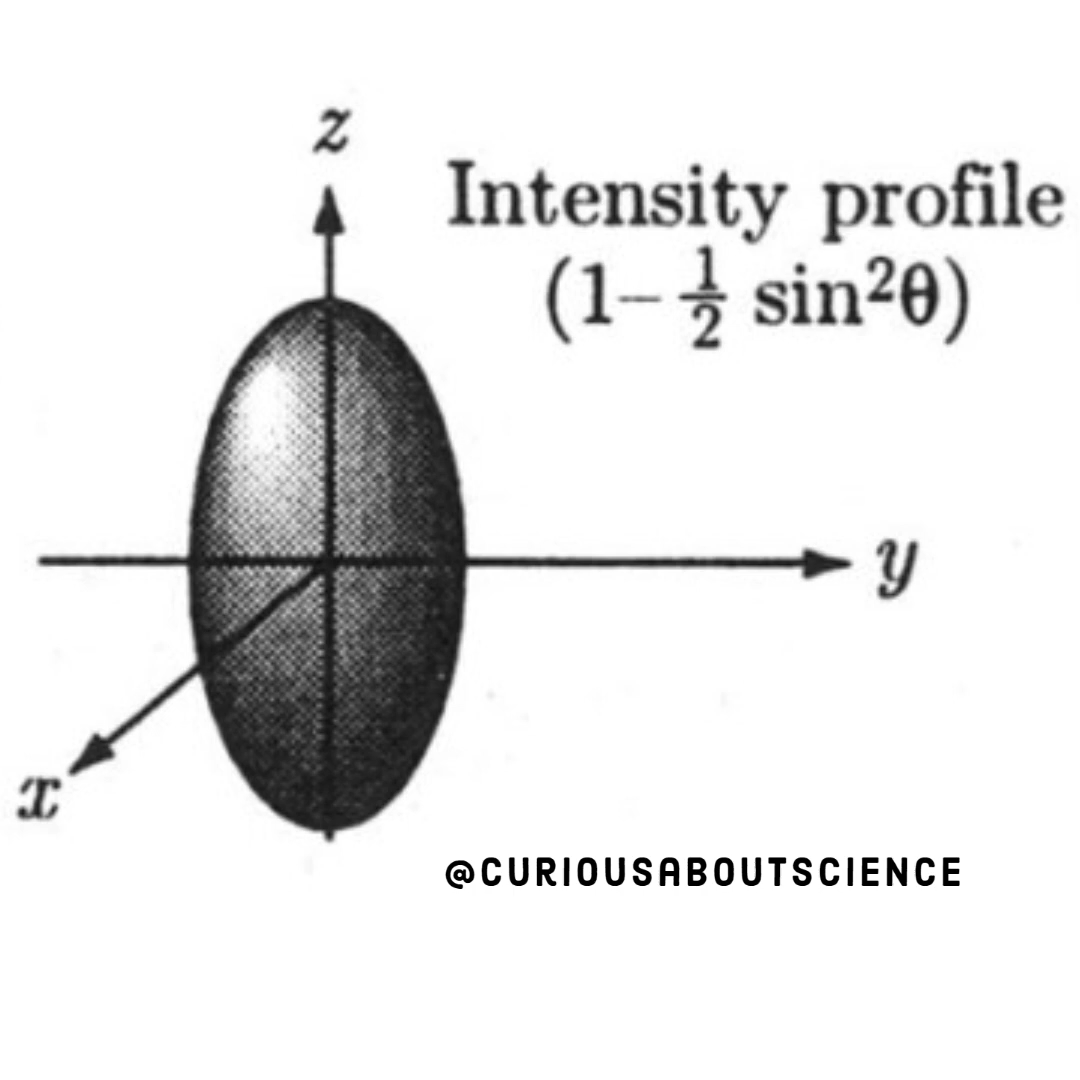 z
Intensity profile
(1–½ sin²θ)
y
x
@CURIOUSABOUTSCIENCE